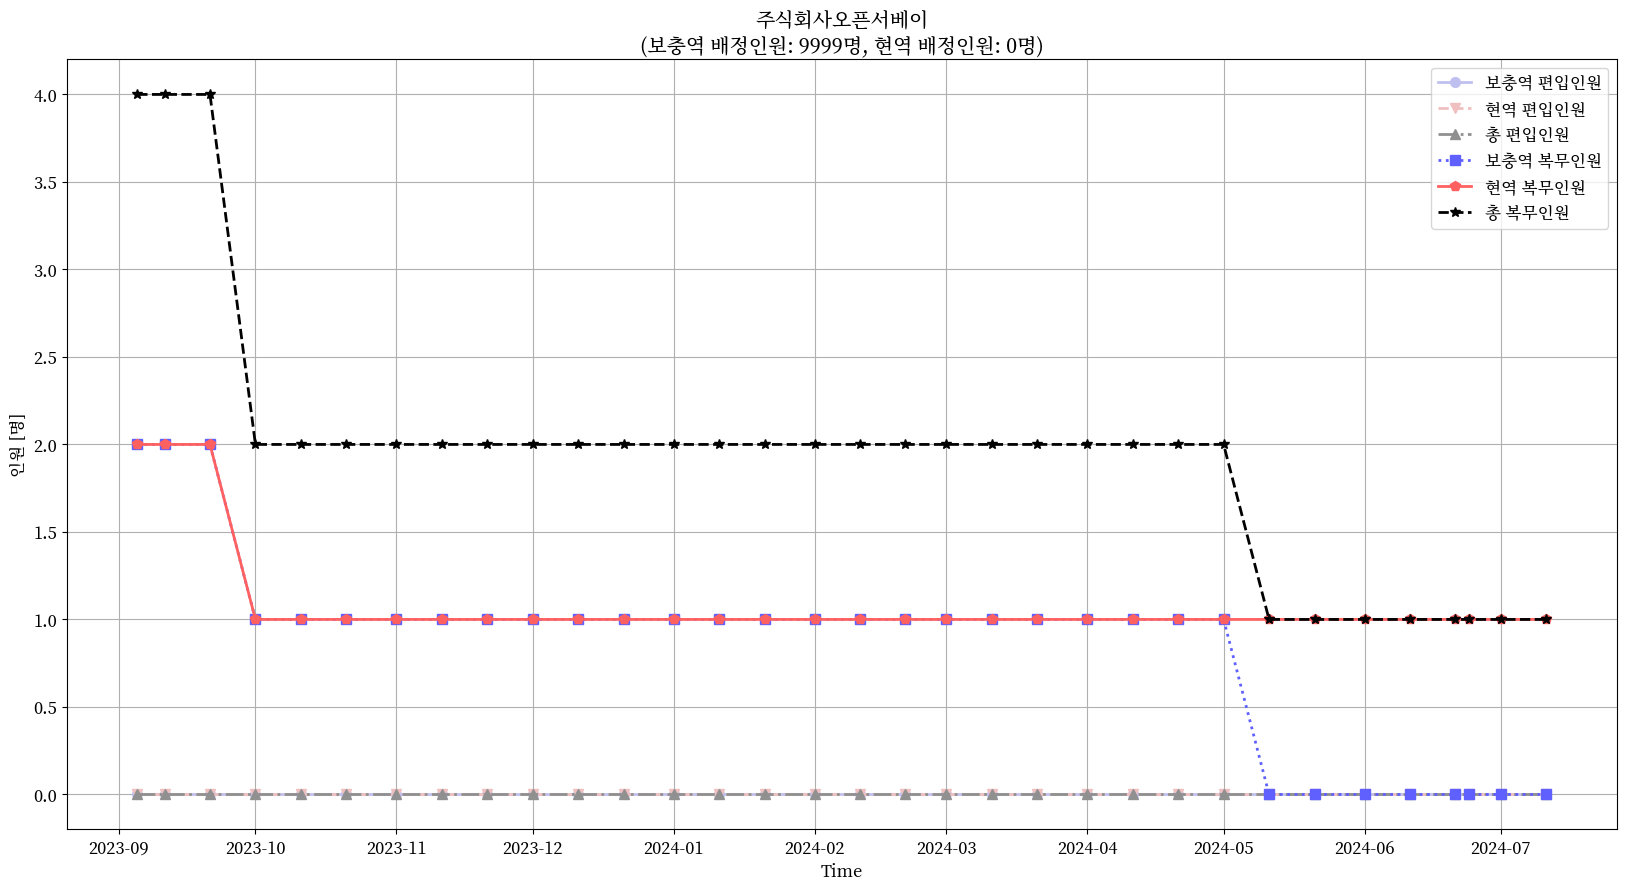 주식회사오픈서베이
(보충역 배정인원: 9999명, 현역 배정인원: 0명)
보충역 편입인원
현역 편입인원
총 편입인원
보충역 복무인원
현역 복무인원
총 복무인원
인원 [명]
4.0
3.5
3.0
2.5
2.0
1.5
1.0
0.5
0.0
2023-09
2023-10
2023-11
2023-12
2024-01
2024-02
2024-03
2024-04
2024-05
2024-06
2024-07
Time